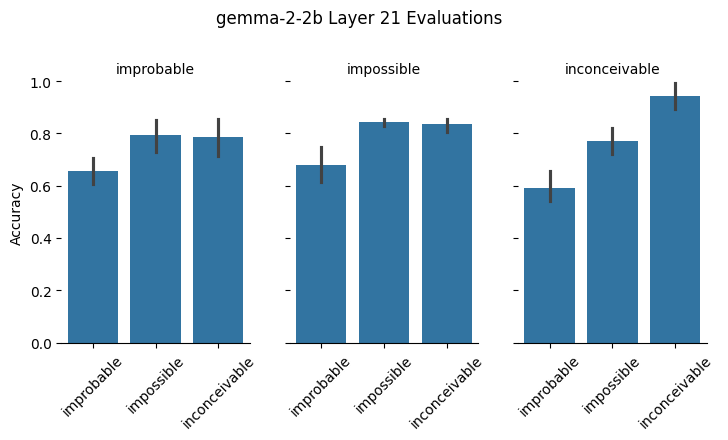 gemma-2-2b Layer 21 Evaluations
improbable
impossible
inconceivable
Accuracy
1.0
0.8
0.6
0.4
0.2
0.0
improbable
impossible
inconceivable
improbable
impossible
inconceivable
improbable
impossible
inconceivable